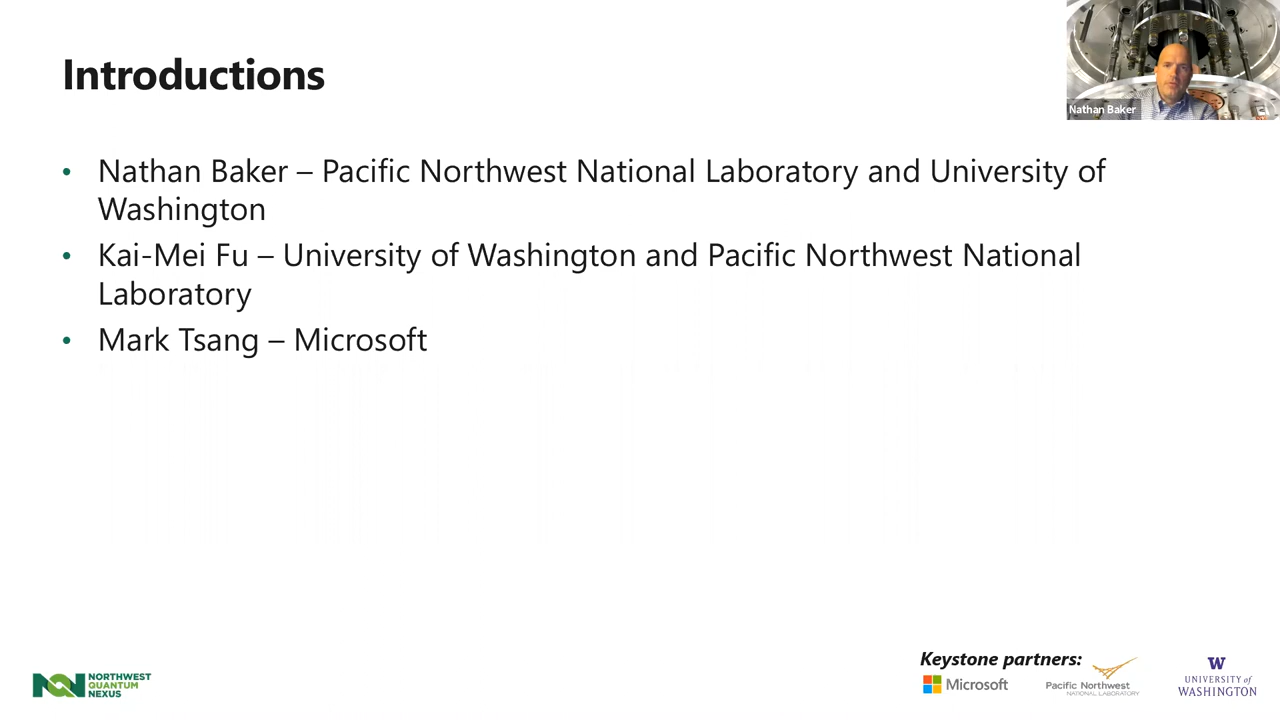 Introductions
Nathan Baker
• Nathan Baker – Pacific Northwest National Laboratory and University of
Washington
• Kai-Mei Fu – University of Washington and Pacific Northwest National
Laboratory
• Mark Tsang – Microsoft
NQN NORTHWEST
QUANTUM
NEXUS
Keystone partners:
Microsoft
Pacific Northwest
NATIONAL LABORATORY
W
UNIVERSITY of
WASHINGTON